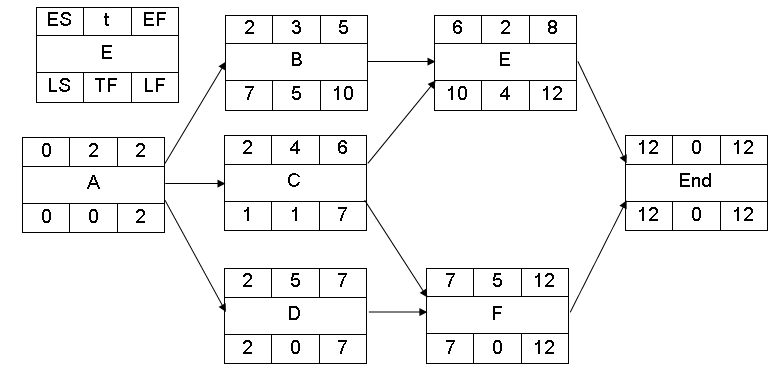 ES t EF
E
LS TF LF
2 3 5
B
7 5 10
6 2 8
E
10 4 12
0 2 2
A
0 0 2
2 4 6
C
1 1 7
12 0 12
End
12 0 12
2 5 7
D
2 0 7
7 5 12
F
7 0 12